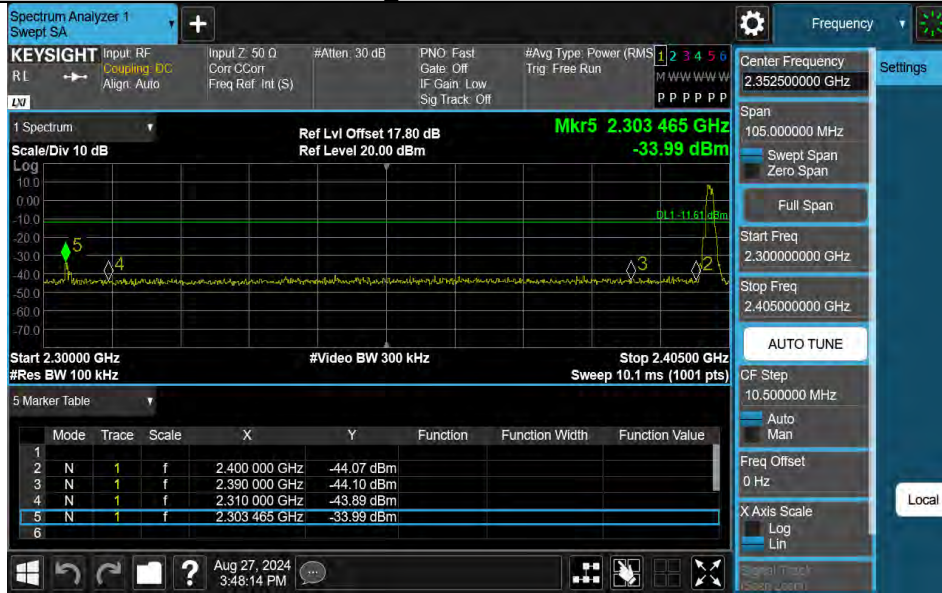 Spectrum Analyzer 1
Swept SA
+
Frequency
KEYSIGHT
RL
LXI
Input: RF
Coupling: DC
Align: Auto
Input Z: 50 Ω
Corr CCorr
Freq Ref: Int (S)
#Atten: 30 dB
PNO: Fast
Gate: Off
IF Gain: Low
Sig Track: Off
#Avg Type: Power (RMS
Trig: Free Run
1 2 3 4 5 6
M W W W W W
P P P P P P
1 Spectrum
Scale/Div 10 dB
Ref Lvl Offset 17.80 dB
Ref Level 20.00 dBm
Mkr5 2.303 465 GHz
-33.99 dBm
Log
10.0
0.00
-10.0
-20.0
-30.0
-40.0
-50.0
-60.0
-70.0
DL1 -11.61 dBm
5
4
3
2
Start 2.30000 GHz
#Res BW 100 kHz
#Video BW 300 kHz
Stop 2.40500 GHz
Sweep 10.1 ms (1001 pts)
5 Marker Table
Mode Trace Scale X Y Function Function Width Function Value
1
2 N 1 f 2.400 000 GHz -44.07 dBm
3 N 1 f 2.390 000 GHz -44.10 dBm
4 N 1 f 2.310 000 GHz -43.89 dBm
5 N 1 f 2.303 465 GHz -33.99 dBm
6
?
Aug 27, 2024
3:48:14 PM
Center Frequency
2.352500000 GHz
Settings
Span
105.000000 MHz
Swept Span
Zero Span
Full Span
Start Freq
2.300000000 GHz
Stop Freq
2.405000000 GHz
AUTO TUNE
CF Step
10.500000 MHz
Auto
Man
Freq Offset
0 Hz
X Axis Scale
Log
Lin
Local
Signal Track
(Span Zoom)